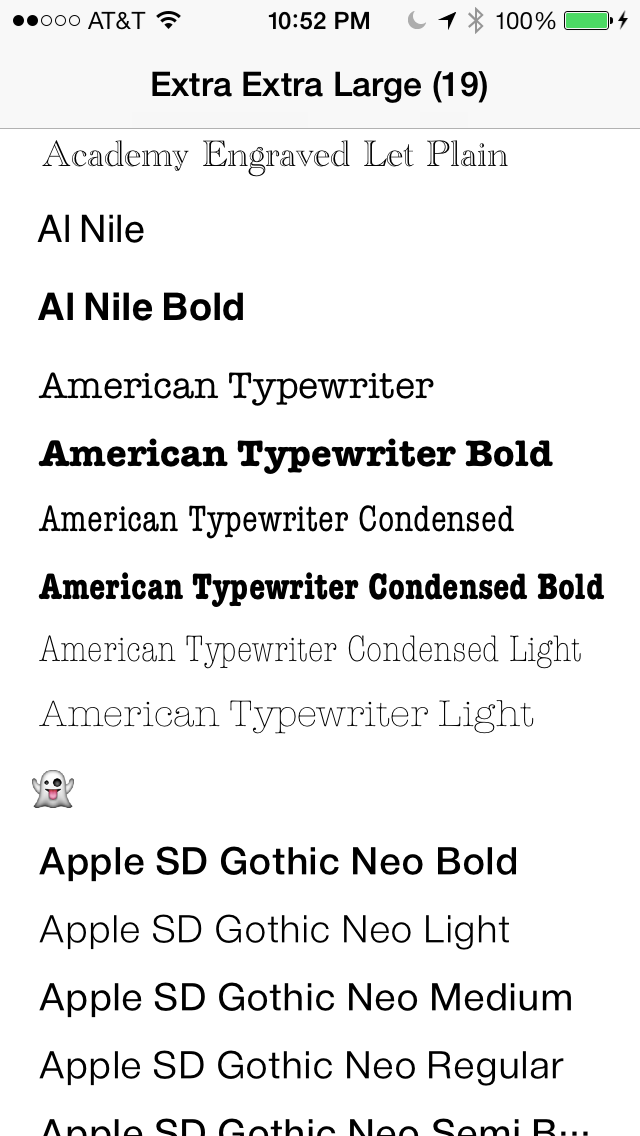 ●●○○○ AT&T 10:52 PM 100%
Extra Extra Large (19)
Academy Engraved Let Plain
Al Nile
Al Nile Bold
American Typewriter
American Typewriter Bold
American Typewriter Condensed
American Typewriter Condensed Bold
American Typewriter Condensed Light
American Typewriter Light
👻
Apple SD Gothic Neo Bold
Apple SD Gothic Neo Light
Apple SD Gothic Neo Medium
Apple SD Gothic Neo Regular
Apple SD Gothic Neo Semi B...